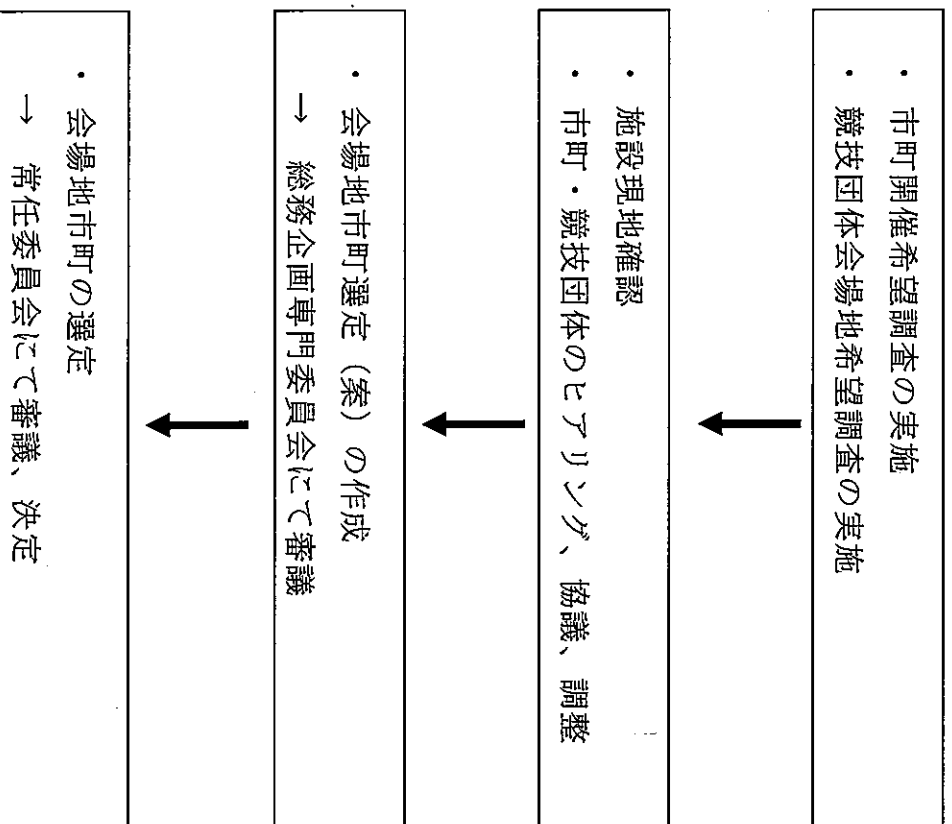 ・ 市町開催希望調査の実施
・ 競技団体会場地希望調査の実施
・ 施設現地確認
・ 市町・競技団体のヒアリング、協議、調整
・ 会場地市町選定（案）の作成
→ 総務企画専門委員会にて審議
・ 会場地市町の選定
→ 常任委員会にて審議、決定